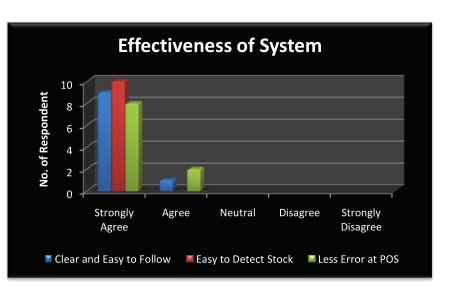 Effectiveness of System
No. of Respondent
10
8
6
4
2
0
Strongly Agree
Agree
Neutral
Disagree
Strongly Disagree
Clear and Easy to Follow
Easy to Detect Stock
Less Error at POS